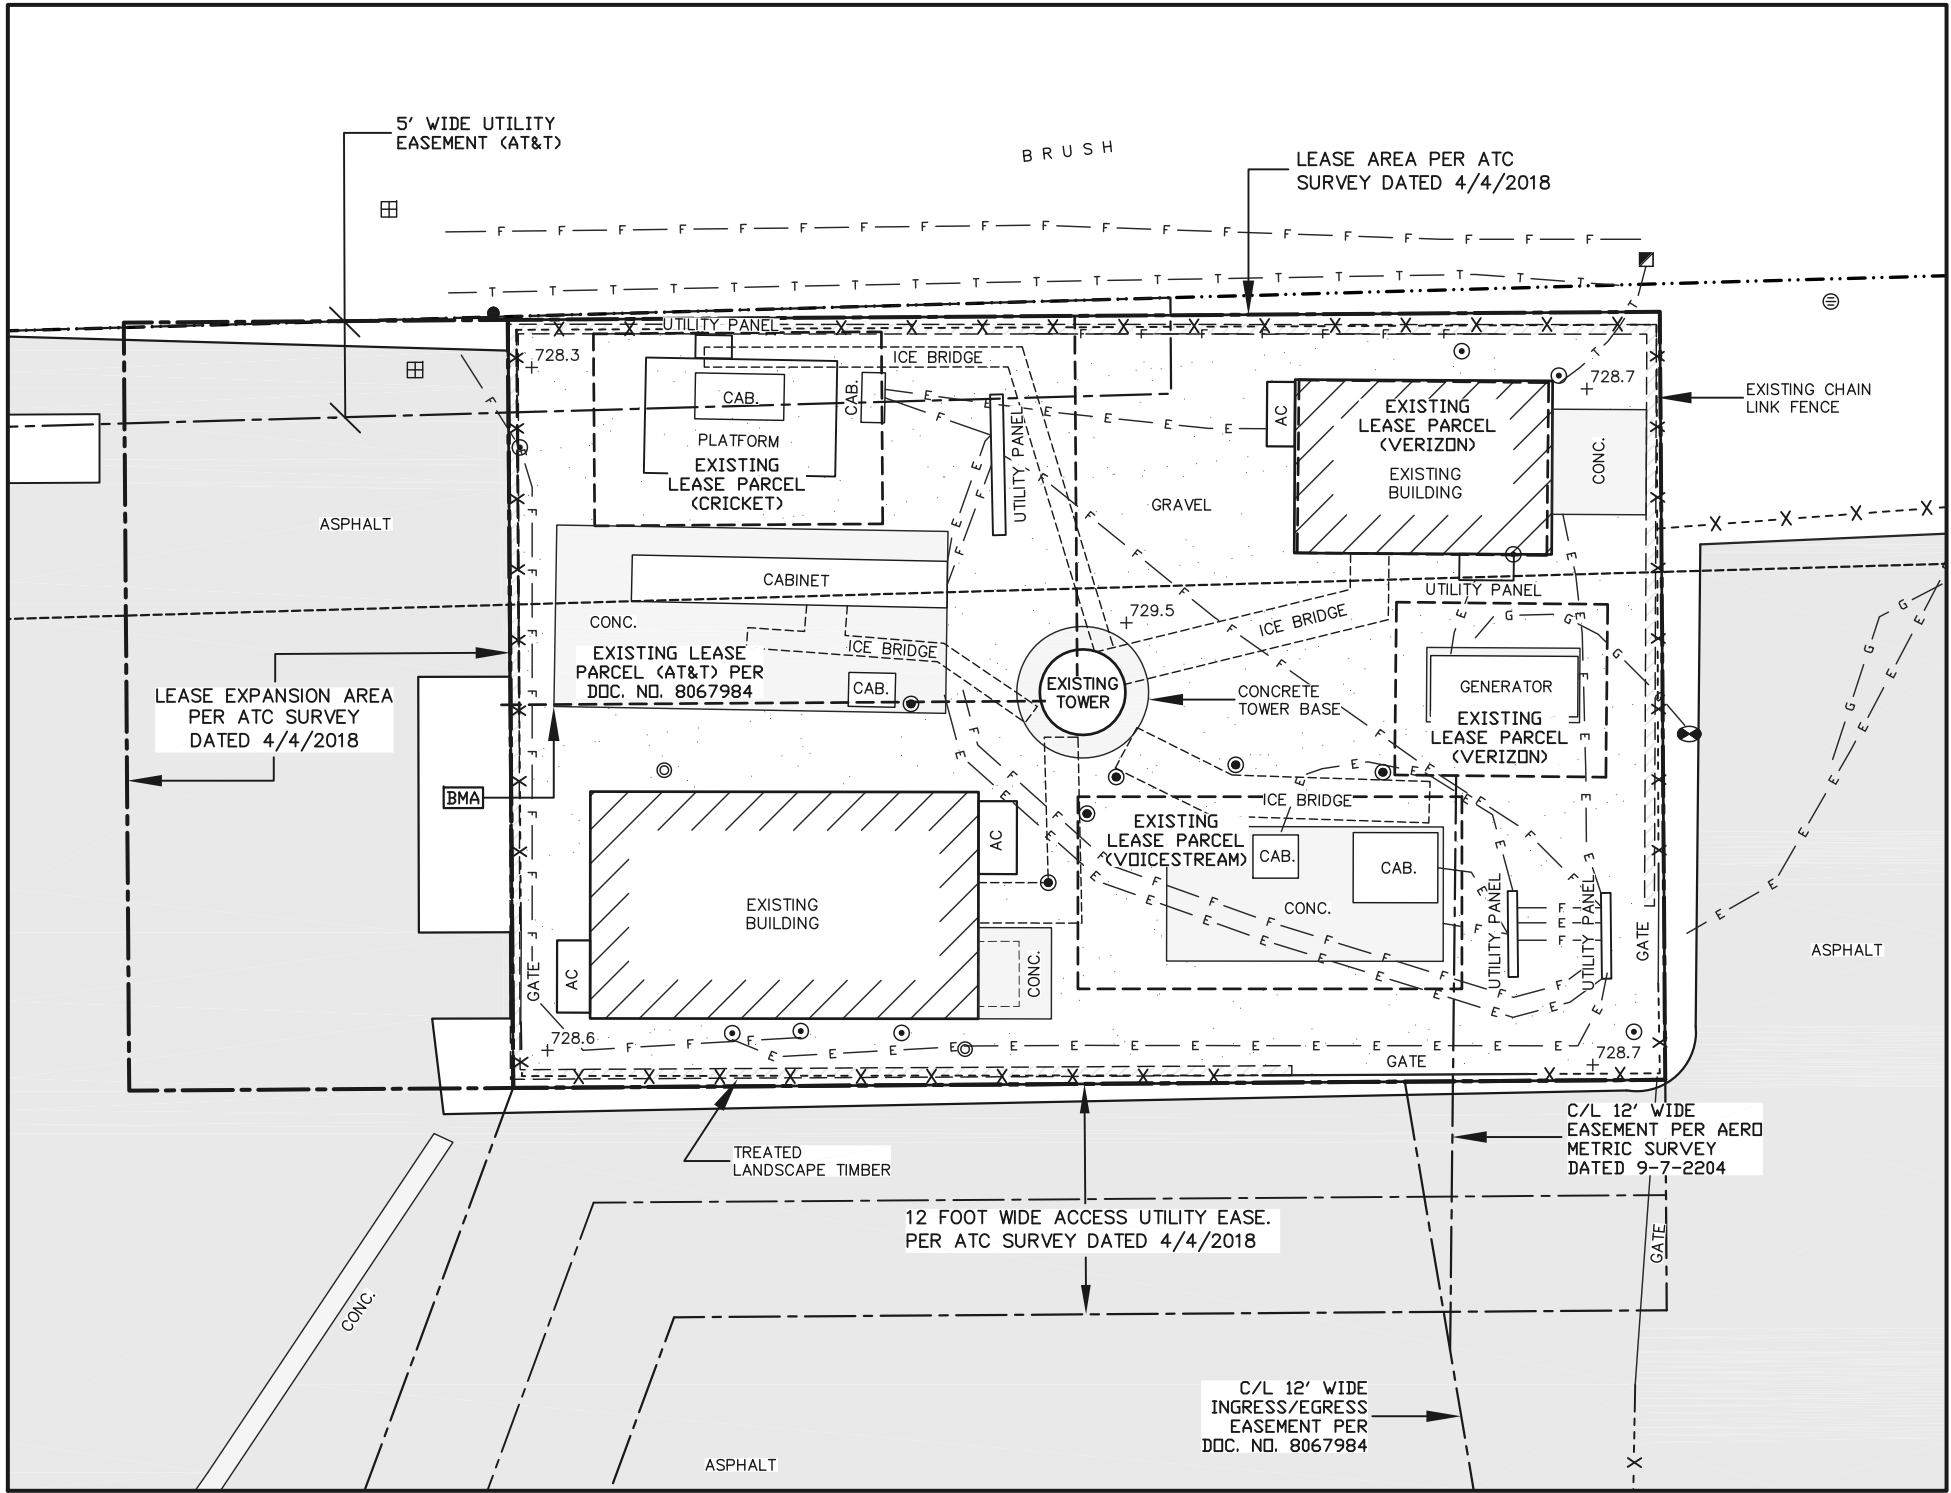 5' WIDE UTILITY
EASEMENT (AT&T)
BRUSH
LEASE AREA PER ATC
SURVEY DATED 4/4/2018
F F F F F F F F F F F F F F F F F F F
T T T T T T T T T T T T T T T T T T T
UTILITY PANEL
728.3
ICE BRIDGE
CAB.
CAB.
PLATFORM
EXISTING
LEASE PARCEL
(CRICKET)
UTILITY PANEL
AC
EXISTING
LEASE PARCEL
(VERIZON)
EXISTING
BUILDING
CONC.
728.7
EXISTING CHAIN
LINK FENCE
ASPHALT
GRAVEL
CABINET
CONC.
ICE BRIDGE
EXISTING LEASE
PARCEL (AT&T) PER
DOC. NO. 8067984
CAB.
729.5
ICE BRIDGE
UTILITY PANEL
EXISTING
TOWER
CONCRETE
TOWER BASE
GENERATOR
EXISTING
LEASE PARCEL
(VERIZON)
LEASE EXPANSION AREA
PER ATC SURVEY
DATED 4/4/2018
BMA
EXISTING
BUILDING
AC
AC
CONC.
GATE
ICE BRIDGE
EXISTING
LEASE PARCEL
(VOICESTREAM)
CAB.
CAB.
CONC.
UTILITY PANEL
UTILITY PANEL
GATE
ASPHALT
728.6
GATE
728.7
TREATED
LANDSCAPE TIMBER
C/L 12' WIDE
EASEMENT PER AERO
METRIC SURVEY
DATED 9-7-2204
12 FOOT WIDE ACCESS UTILITY EASE.
PER ATC SURVEY DATED 4/4/2018
GATE
CONC.
C/L 12' WIDE
INGRESS/EGRESS
EASEMENT PER
DOC. NO. 8067984
ASPHALT